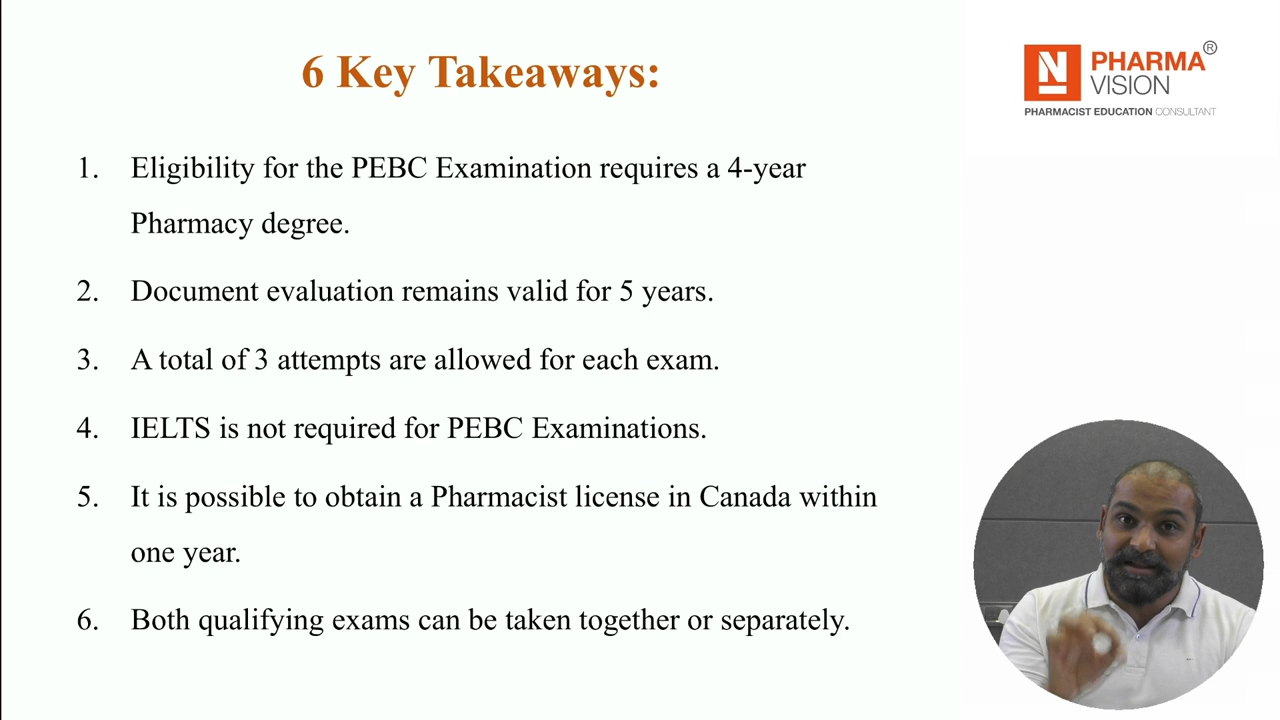 6 Key Takeaways:
N PHARMA®
VISION
PHARMACIST EDUCATION CONSULTANT
1. Eligibility for the PEBC Examination requires a 4-year
Pharmacy degree.
2. Document evaluation remains valid for 5 years.
3. A total of 3 attempts are allowed for each exam.
4. IELTS is not required for PEBC Examinations.
5. It is possible to obtain a Pharmacist license in Canada within
one year.
6. Both qualifying exams can be taken together or separately.